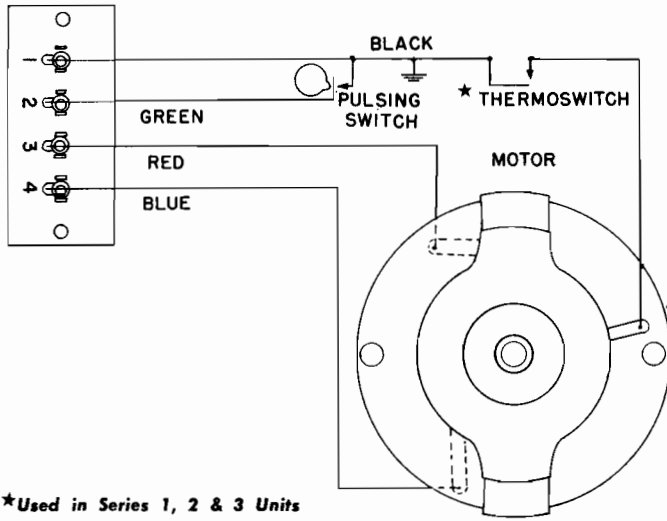 BLACK
1
PULSING
SWITCH
★ THERMOSWITCH
2
GREEN
3
RED
MOTOR
4
BLUE
★Used in Series 1, 2 & 3 Units